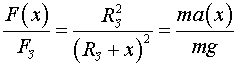 F(x)/F_З = R_З^2/(R_З + x)^2 = ma(x)/mg